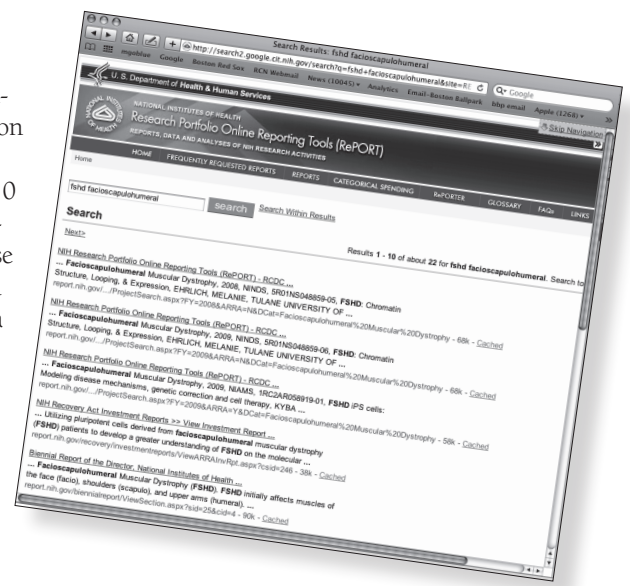 -
on
0
-
se
Search Results: fshd facioscapulohumeral
http://search2.google.cit.nih.gov/search?q=fshd+facioscapulohumeral&site=RE
Google
mgoblue Google Boston Red Sox RCN Webmail News (10045) Analytics Email-Boston Ballpark bbp email Apple (1268)
U.S. Department of Health & Human Services
Skip Navigation
NATIONAL INSTITUTES OF HEALTH
Research Portfolio Online Reporting Tools (RePORT)
REPORTS, DATA AND ANALYSES OF NIH RESEARCH ACTIVITIES
HOME FREQUENTLY REQUESTED REPORTS REPORTS CATEGORICAL SPENDING RePORTER GLOSSARY FAQs LINKS
Home
fshd facioscapulohumeral search Search Within Results
Search
Results 1 - 10 of about 22 for fshd facioscapulohumeral. Search to
Next>
NIH Research Portfolio Online Reporting Tools (RePORT) - RCDC ...
... Facioscapulohumeral Muscular Dystrophy, 2008, NINDS, 5R01NS048859-05, FSHD: Chromatin
Structure, Looping, & Expression, EHRLICH, MELANIE, TULANE UNIVERSITY OF ...
report.nih.gov/.../ProjectSearch.aspx?FY=2008&ARRA=N&DCat=Facioscapulohumeral%20Muscular%20Dystrophy - 68k - Cached
NIH Research Portfolio Online Reporting Tools (RePORT) - RCDC ...
... Facioscapulohumeral Muscular Dystrophy, 2009, NINDS, 5R01NS048859-06, FSHD: Chromatin
Structure, Looping, & Expression, EHRLICH, MELANIE, TULANE UNIVERSITY OF ...
report.nih.gov/.../ProjectSearch.aspx?FY=2009&ARRA=N&DCat=Facioscapulohumeral%20Muscular%20Dystrophy - 68k - Cached
NIH Research Portfolio Online Reporting Tools (RePORT) - RCDC ...
... Facioscapulohumeral Muscular Dystrophy, 2009, NIAMS, 1RC2AR058919-01, FSHD iPS cells:
Modeling disease mechanisms, genetic correction and cell therapy, KYBA ...
report.nih.gov/.../ProjectSearch.aspx?FY=2009&ARRA=Y&DCat=Facioscapulohumeral%20Muscular%20Dystrophy - 58k - Cached
NIH Recovery Act Investment Reports >> View Investment Report ...
... Utilizing pluripotent cells derived from facioscapulohumeral muscular dystrophy
(FSHD) patients to develop a greater understanding of FSHD on the molecular ...
report.nih.gov/recovery/investmentreports/ViewARRAInvRpt.aspx?csid=246 - 38k - Cached
Biennial Report of the Director, National Institutes of Health ...
... Facioscapulohumeral Muscular Dystrophy (FSHD). FSHD initially affects muscles of
the face (facio), shoulders (scapulo), and upper arms (humeral). ...
report.nih.gov/biennialreport/ViewSection.aspx?sid=25&cid=4 - 90k - Cached